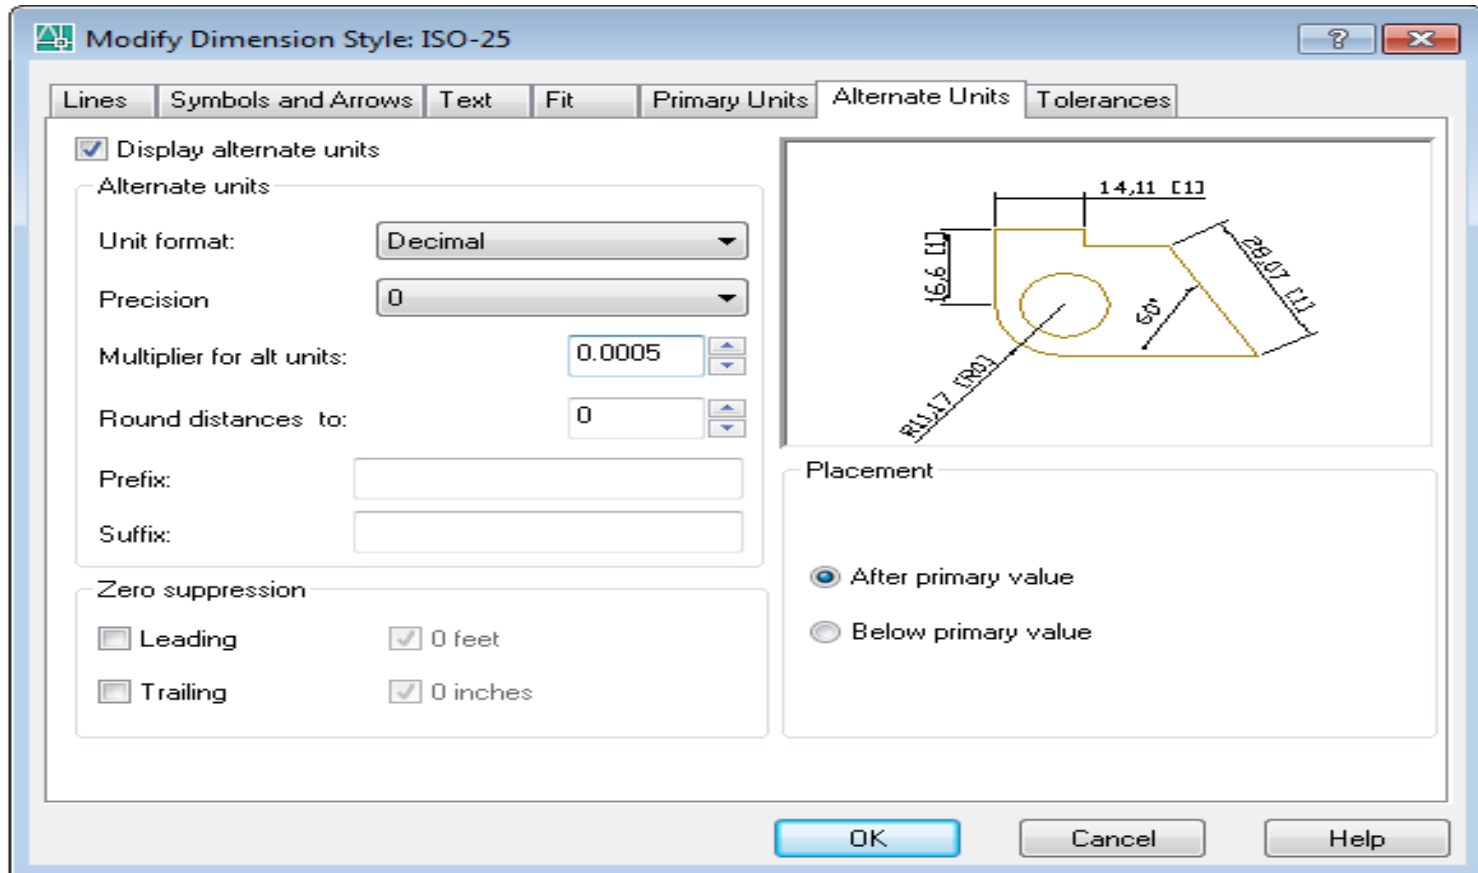 Modify Dimension Style: ISO-25
Lines Symbols and Arrows Text Fit Primary Units Alternate Units Tolerances
Display alternate units
Alternate units
Unit format: Decimal
Precision 0
Multiplier for alt units: 0.0005
Round distances to: 0
Prefix:
Suffix:
Zero suppression
Leading 0 feet
Trailing 0 inches
14,11 [1]
16,6 [1]
28,07 [1]
60°
R11,17 [R0]
Placement
After primary value
Below primary value
OK Cancel Help